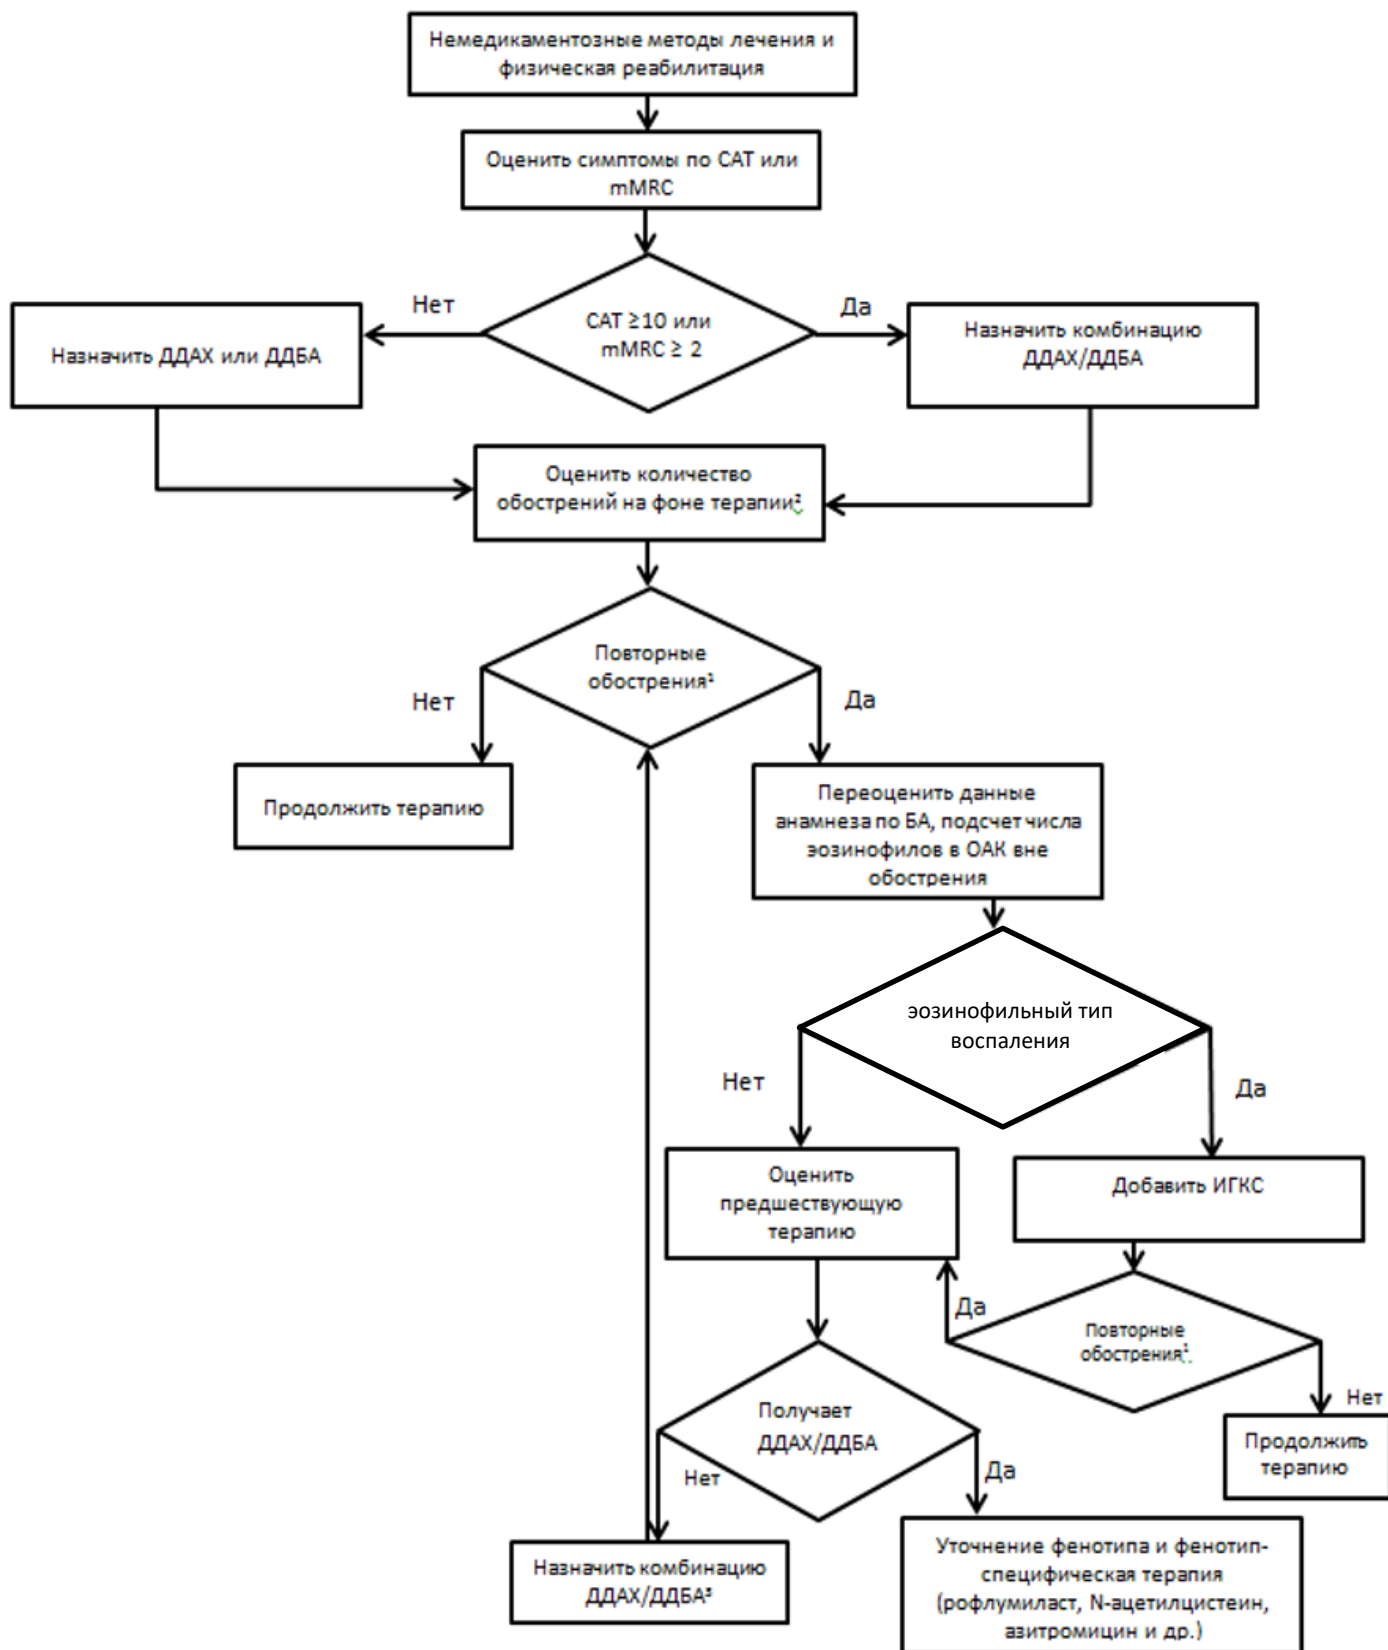 Немедикаментозные методы лечения и
физическая реабилитация
Оценить симптомы по CAT или
mMRC
Нет
Да
CAT ≥10 или
mMRC ≥ 2
Назначить ДДАХ или ДДБА
Назначить комбинацию
ДДАХ/ДДБА
Оценить количество
обострений на фоне терапии²
Повторные
обострения¹
Нет
Да
Продолжить терапию
Переоценить данные
анамнеза по БА, подсчет числа
эозинофилов в ОАК вне
обострения
эозинофильный тип
воспаления
Нет
Да
Оценить
предшествующую
терапию
Добавить ИГКС
Да
Повторные
обострения¹
Нет
Получает
ДДАХ/ДДБА
Нет
Да
Продолжить
терапию
Назначить комбинацию
ДДАХ/ДДБА³
Уточнение фенотипа и фенотип-
специфическая терапия
(рофлумиласт, N-ацетилцистеин,
азитромицин и др.)